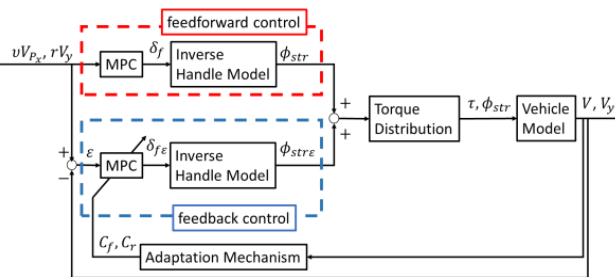 feedforward control
υV_{P_x}, rV_y
MPC
δ_f
Inverse
Handle Model
ϕ_{str}
+
+
Torque
Distribution
τ, ϕ_{str}
Vehicle
Model
V, V_y
+
−
ε
MPC
δ_{fε}
Inverse
Handle Model
ϕ_{strε}
feedback control
C_f, C_r
Adaptation Mechanism